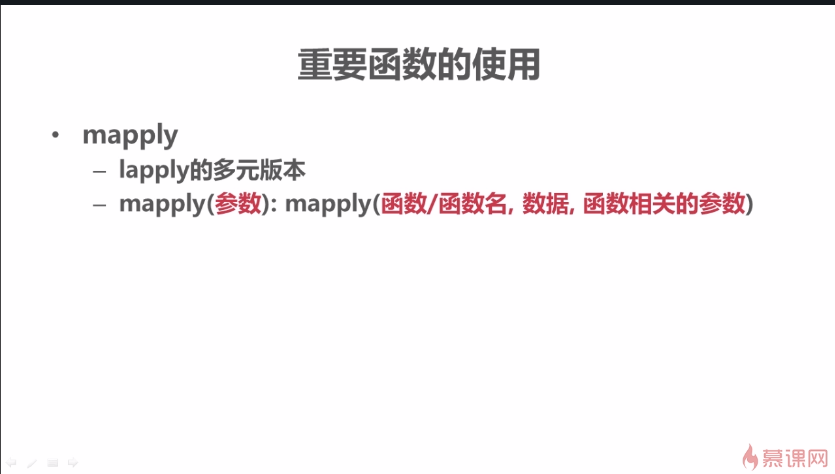 重要函数的使用
• mapply
– lapply的多元版本
– mapply(参数): mapply(函数/函数名, 数据, 函数相关的参数)
慕课网